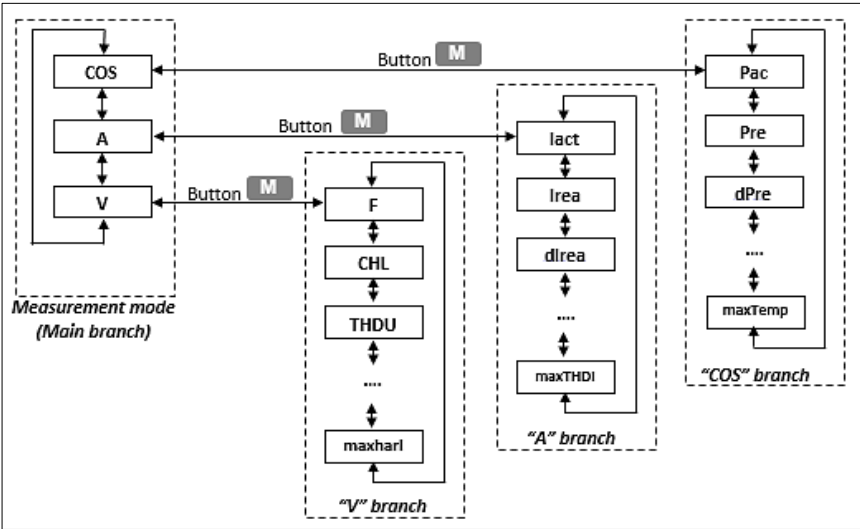 COS
A
V
Measurement mode
(Main branch)
Button M
Button M
Button M
F
CHL
THDU
....
maxharI
"V" branch
Iact
Irea
dIrea
....
maxTHDI
"A" branch
Pac
Pre
dPre
....
maxTemp
"COS" branch